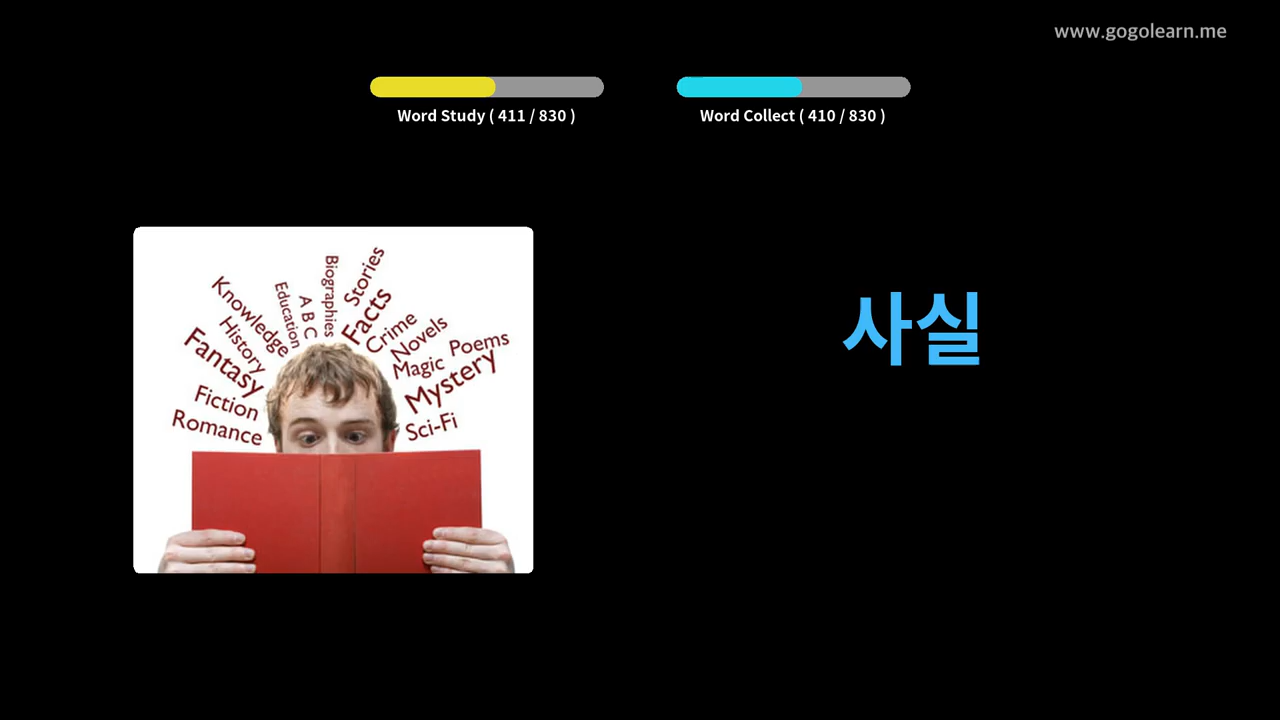 www.gogolearn.me
Word Study ( 411 / 830 )
Word Collect ( 410 / 830 )
Stories
Biographies
Facts
A B C
Education
Knowledge
History
Fantasy
Fiction
Romance
Crime
Novels
Poems
Magic
Mystery
Sci-Fi
사실